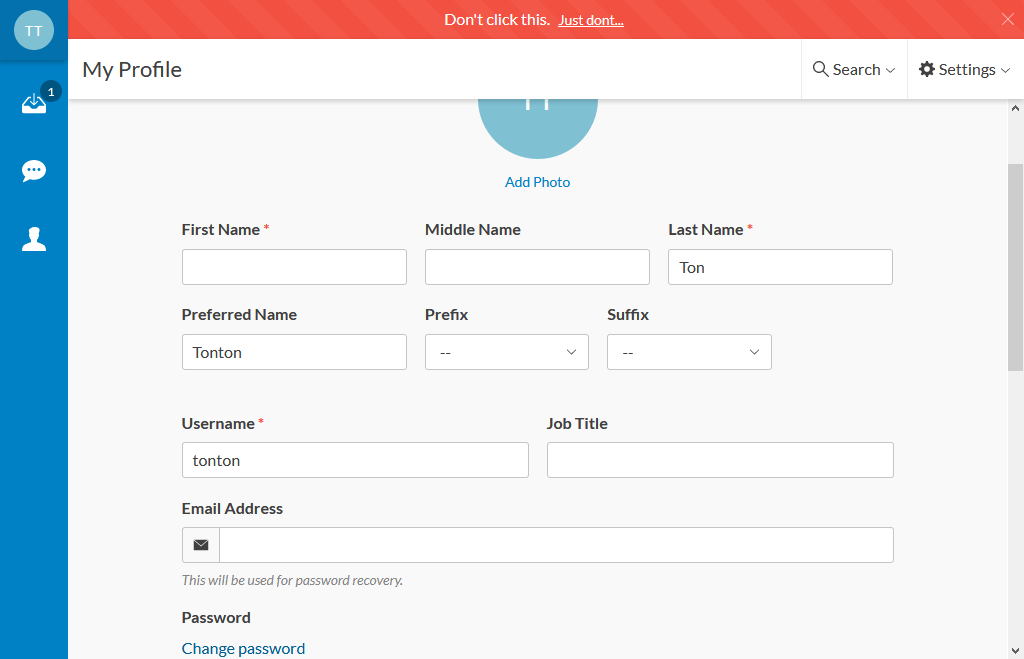 TT
Don't click this. Just dont...
1
My Profile
Search
Settings
Add Photo
First Name *
Middle Name
Last Name *
Ton
Preferred Name
Prefix
Suffix
Tonton
--
--
Username *
Job Title
tonton
Email Address
This will be used for password recovery.
Password
Change password